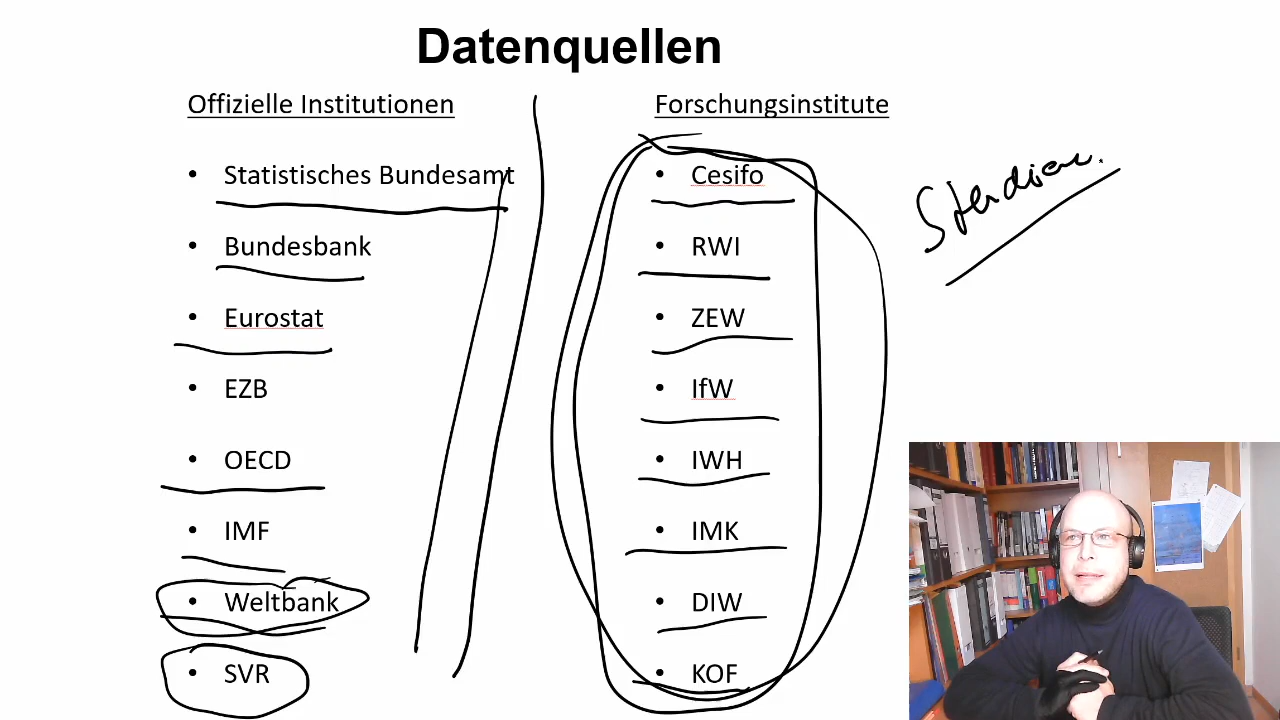 Datenquellen
Offizielle Institutionen
• Statistisches Bundesamt
• Bundesbank
• Eurostat
• EZB
• OECD
• IMF
• Weltbank
• SVR
Forschungsinstitute
• Cesifo
• RWI
• ZEW
• IfW
• IWH
• IMK
• DIW
• KOF
Studien.